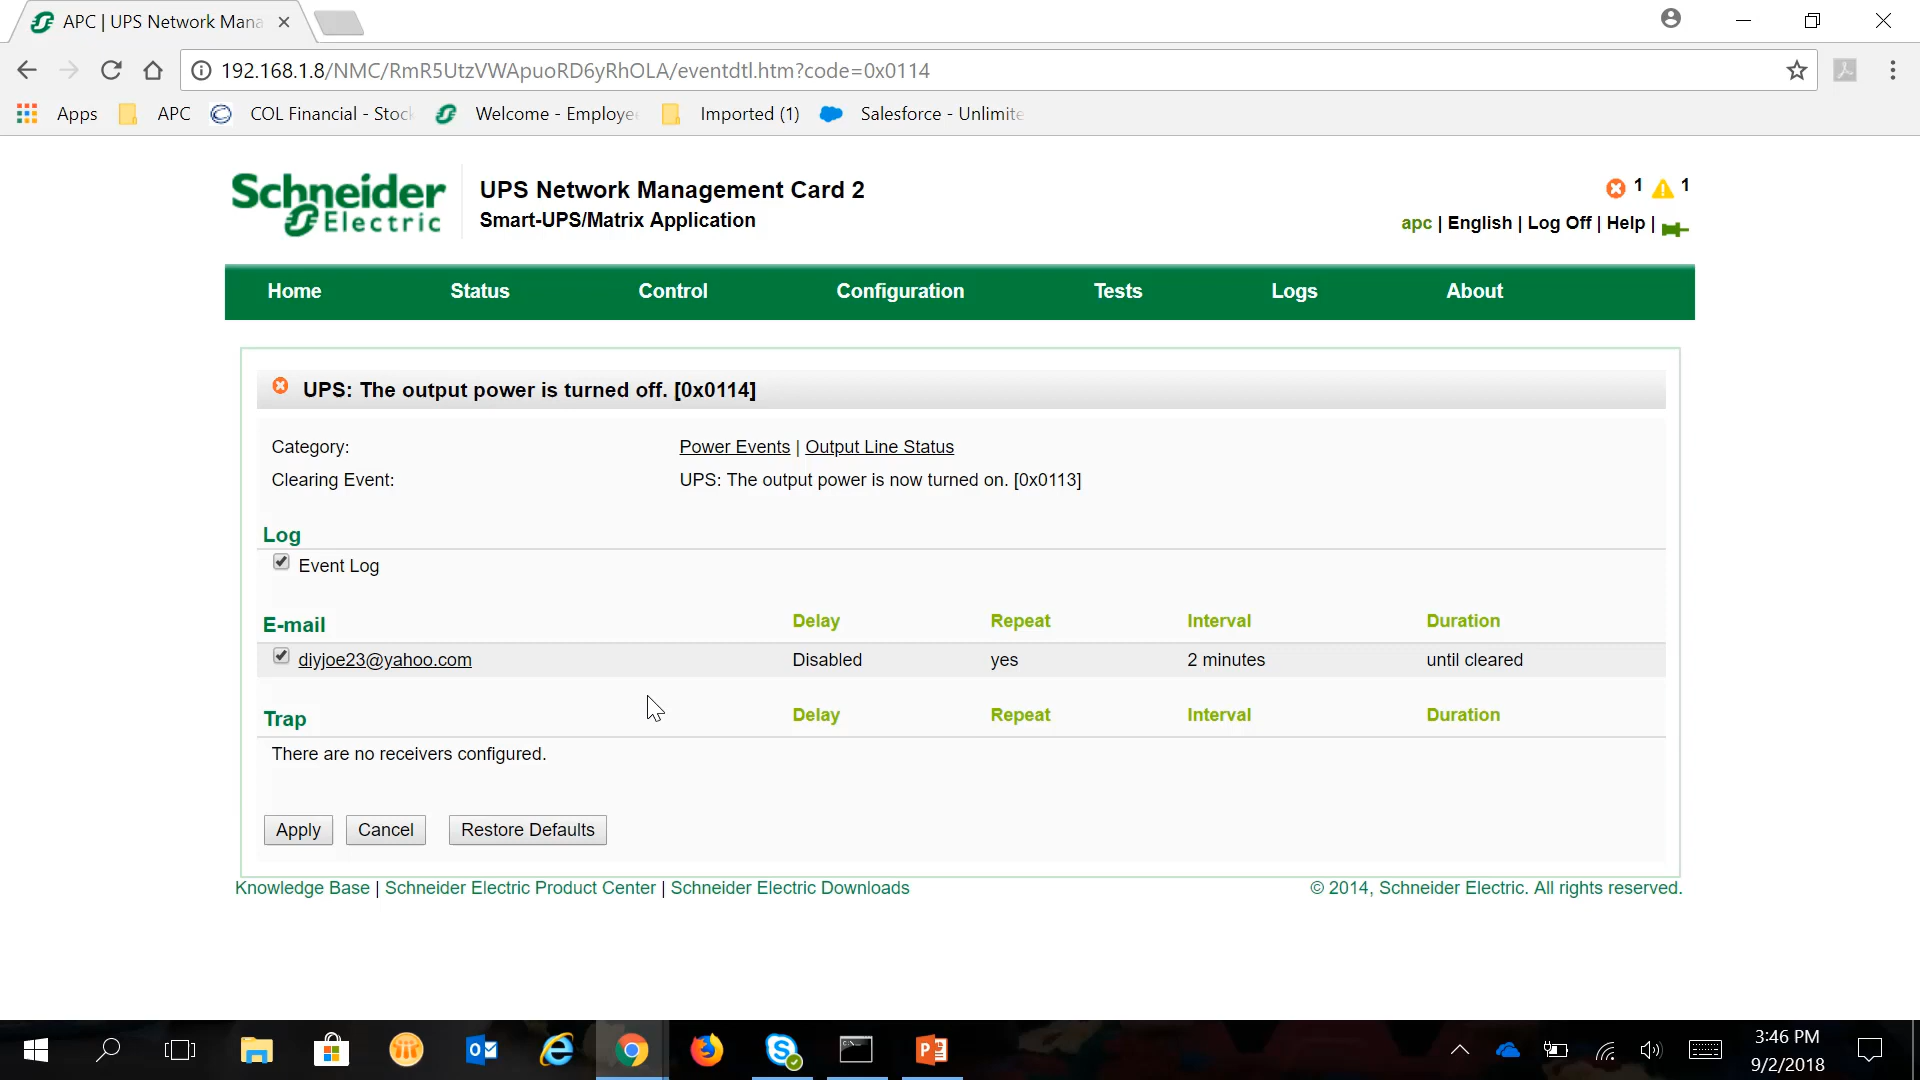 APC | UPS Network Mana
192.168.1.8/NMC/RmR5UtzVWApuoRD6yRhOLA/eventdtl.htm?code=0x0114
Apps APC COL Financial - Stoc Welcome - Employe Imported (1) Salesforce - Unlimite
Schneider Electric
UPS Network Management Card 2
Smart-UPS/Matrix Application
1 1
apc | English | Log Off | Help |
Home Status Control Configuration Tests Logs About
UPS: The output power is turned off. [0x0114]
Category: Power Events | Output Line Status
Clearing Event: UPS: The output power is now turned on. [0x0113]
Log
Event Log
E-mail Delay Repeat Interval Duration
diyjoe23@yahoo.com Disabled yes 2 minutes until cleared
Trap Delay Repeat Interval Duration
There are no receivers configured.
Apply Cancel Restore Defaults
Knowledge Base | Schneider Electric Product Center | Schneider Electric Downloads
© 2014, Schneider Electric. All rights reserved.
3:46 PM
9/2/2018